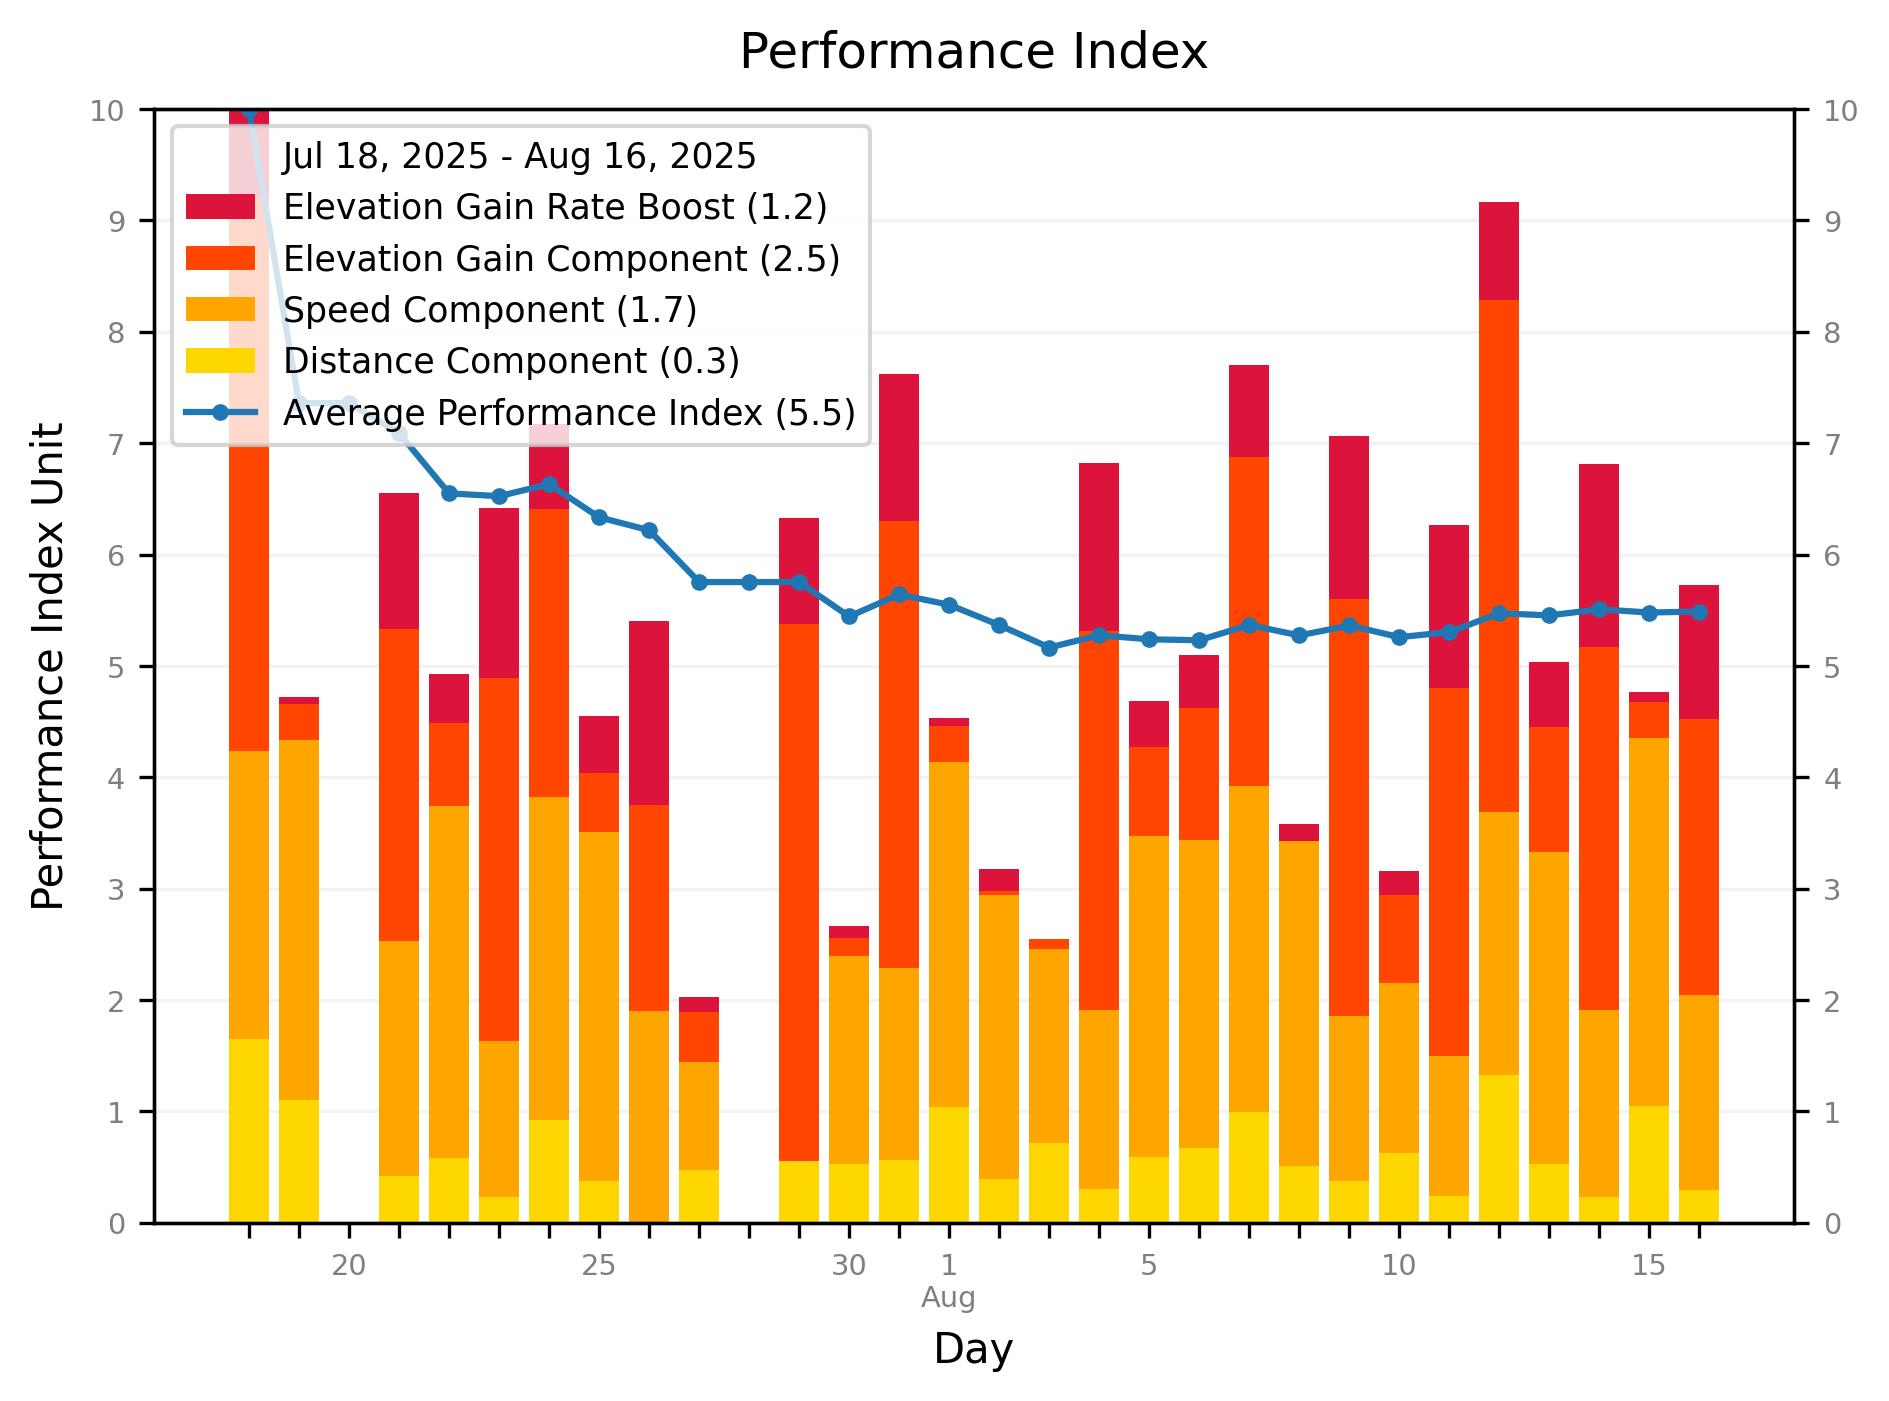 Performance Index
Jul 18, 2025 - Aug 16, 2025
Elevation Gain Rate Boost (1.2)
Elevation Gain Component (2.5)
Speed Component (1.7)
Distance Component (0.3)
Average Performance Index (5.5)
Performance Index Unit
10
9
8
7
6
5
4
3
2
1
0
10
9
8
7
6
5
4
3
2
1
0
20 25 30 1 5 10 15
Aug
Day